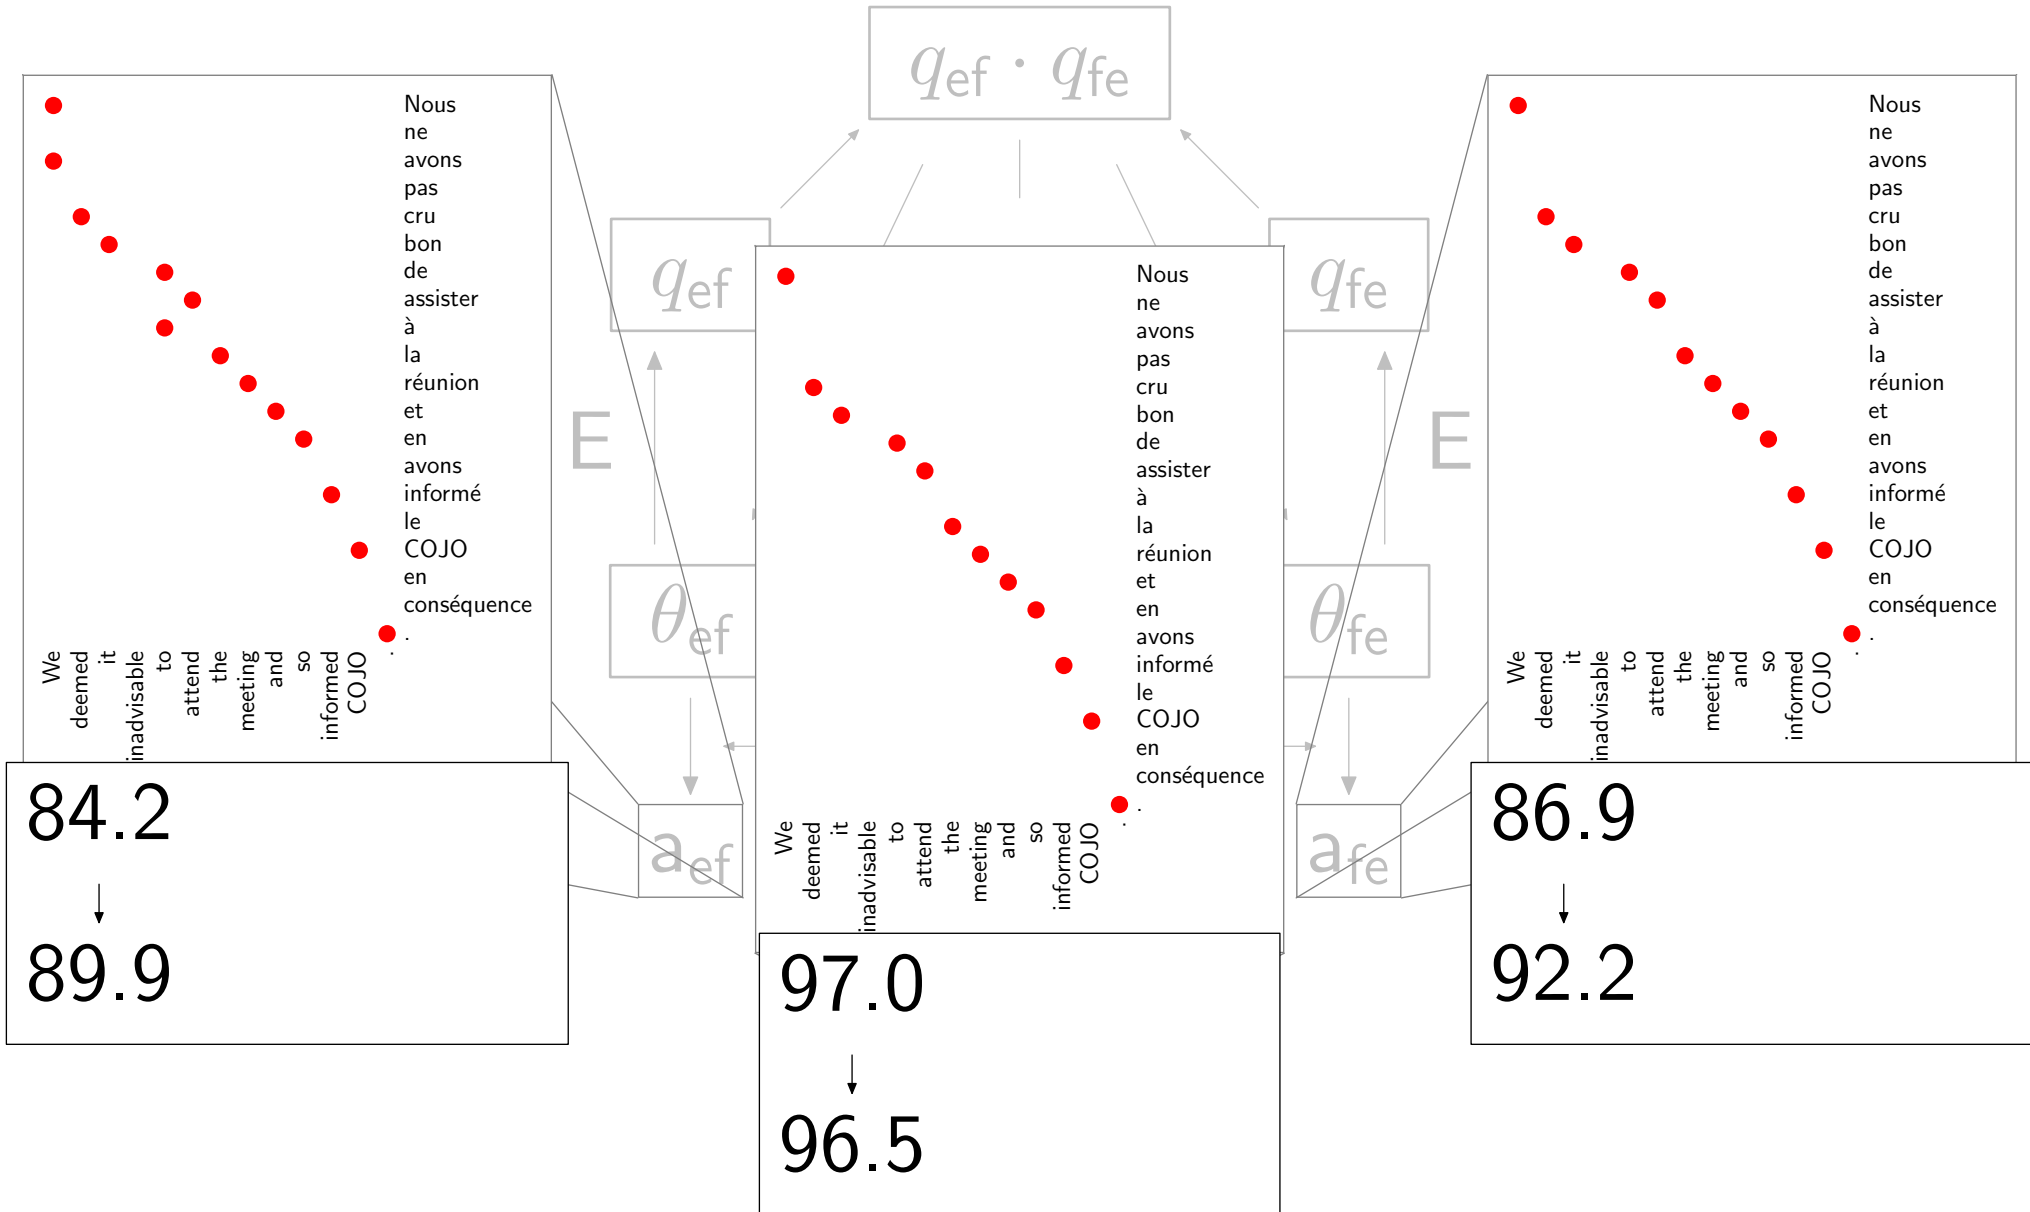 q_ef · q_fe
q_ef
q_fe
E
E
θ_ef
θ_fe
a_ef
a_fe
Nous
ne
avons
pas
cru
bon
de
assister
à
la
réunion
et
en
avons
informé
le
COJO
en
conséquence
.
We deemed it inadvisable to attend the meeting and so informed COJO .
84.2
89.9
Nous
ne
avons
pas
cru
bon
de
assister
à
la
réunion
et
en
avons
informé
le
COJO
en
conséquence
.
We deemed it inadvisable to attend the meeting and so informed COJO .
97.0
96.5
Nous
ne
avons
pas
cru
bon
de
assister
à
la
réunion
et
en
avons
informé
le
COJO
en
conséquence
.
We deemed it inadvisable to attend the meeting and so informed COJO .
86.9
92.2